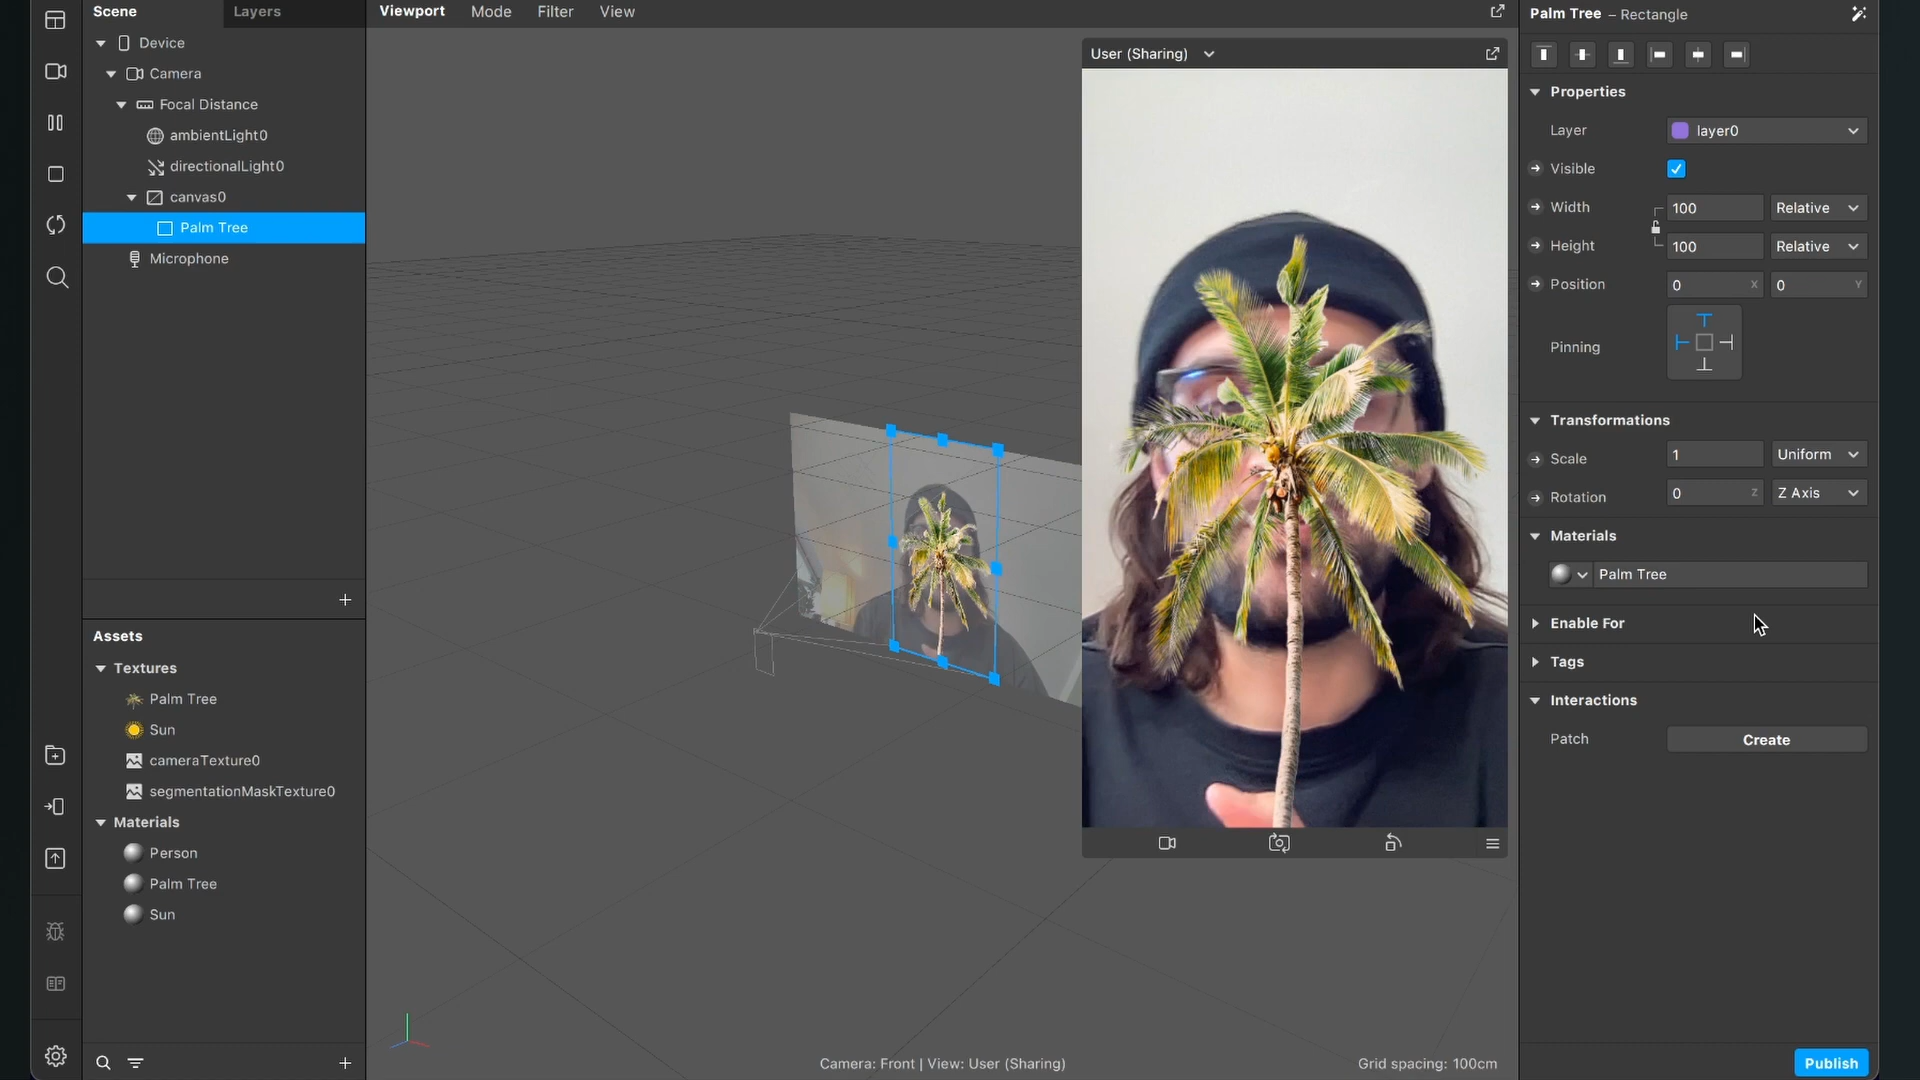 Scene
Layers
Device
Camera
Focal Distance
ambientLight0
directionalLight0
canvas0
Palm Tree
Microphone
Assets
Textures
Palm Tree
Sun
cameraTexture0
segmentationMaskTexture0
Materials
Person
Palm Tree
Sun
Viewport Mode Filter View
User (Sharing)
Camera: Front | View: User (Sharing)
Grid spacing: 100cm
Palm Tree – Rectangle
Properties
Layer layer0
Visible
Width 100 Relative
Height 100 Relative
Position 0 X 0 Y
Pinning
Transformations
Scale 1 Uniform
Rotation 0 Z Z Axis
Materials
Palm Tree
Enable For
Tags
Interactions
Patch Create
Publish